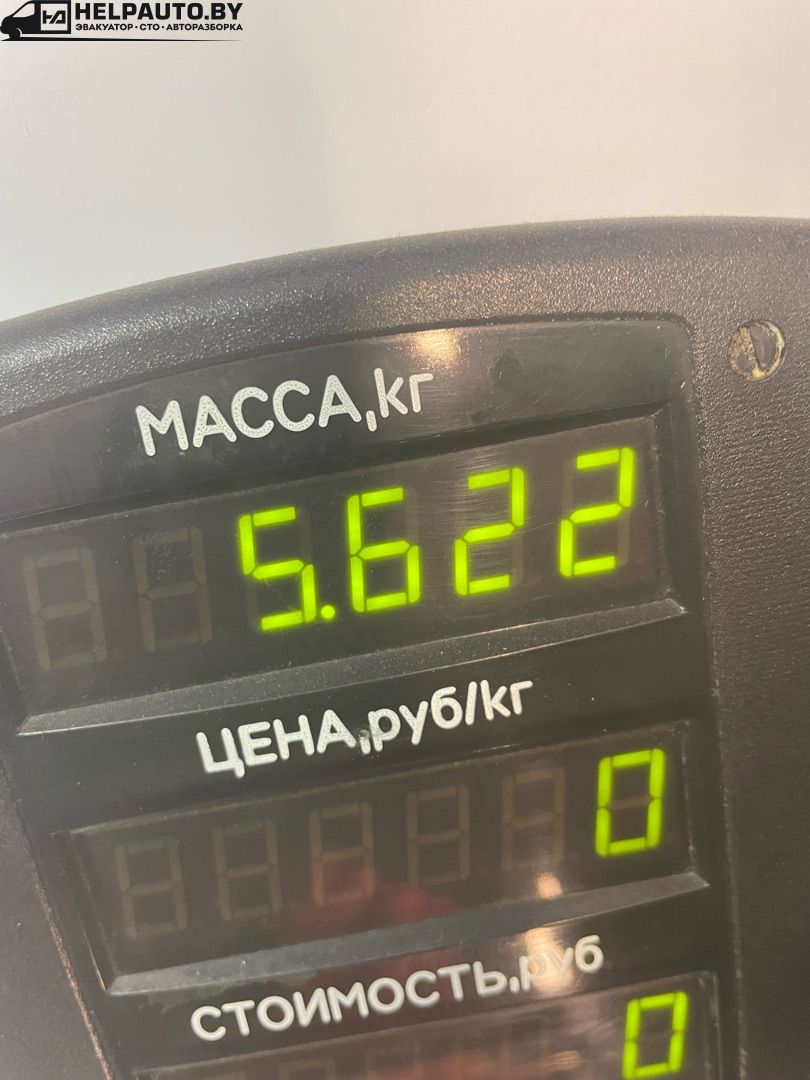 HELPAUTO.BY
ЭВАКУАТОР • СТО • АВТОРАЗБОРКА
МАССА,кг
5.622
ЦЕНА,руб/кг
0
СТОИМОСТЬ,руб
0